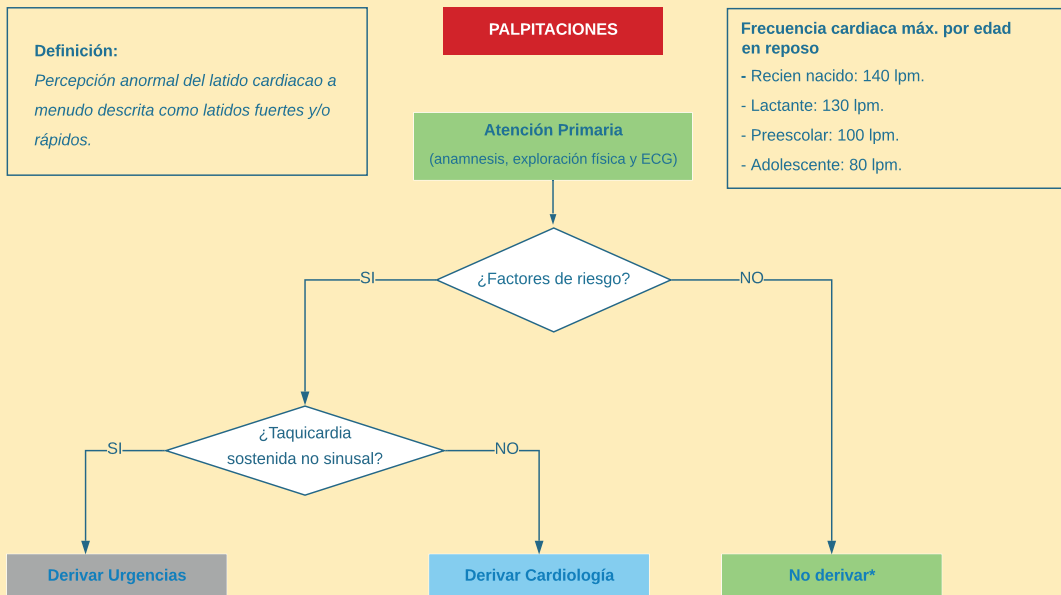 Definición:
Percepción anormal del latido cardiacao a
menudo descrita como latidos fuertes y/o
rápidos.
PALPITACIONES
Frecuencia cardiaca máx. por edad
en reposo
- Recien nacido: 140 lpm.
- Lactante: 130 lpm.
- Preescolar: 100 lpm.
- Adolescente: 80 lpm.
Atención Primaria
(anamnesis, exploración física y ECG)
¿Factores de riesgo?
SI
NO
¿Taquicardia
sostenida no sinusal?
SI
NO
Derivar Urgencias
Derivar Cardiología
No derivar*